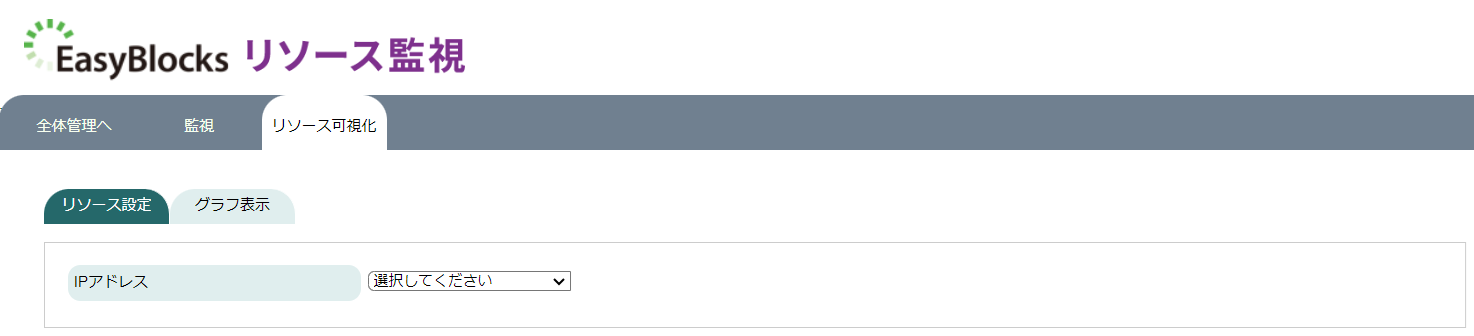 EasyBlocks リソース監視
全体管理へ 監視 リソース可視化
リソース設定 グラフ表示
IPアドレス 選択してください